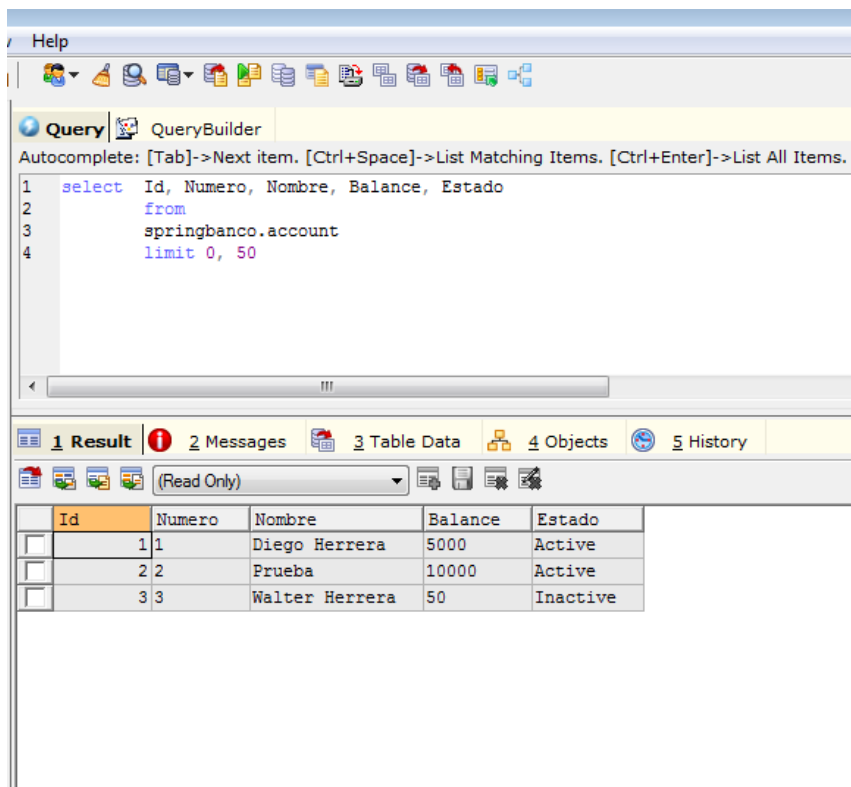 Help
Query QueryBuilder
Autocomplete: [Tab]->Next item. [Ctrl+Space]->List Matching Items. [Ctrl+Enter]->List All Items.
1 select Id, Numero, Nombre, Balance, Estado
2 from
3 springbanco.account
4 limit 0, 50
1 Result 2 Messages 3 Table Data 4 Objects 5 History
(Read Only)
Id Numero Nombre Balance Estado
1 1 Diego Herrera 5000 Active
2 2 Prueba 10000 Active
3 3 Walter Herrera 50 Inactive